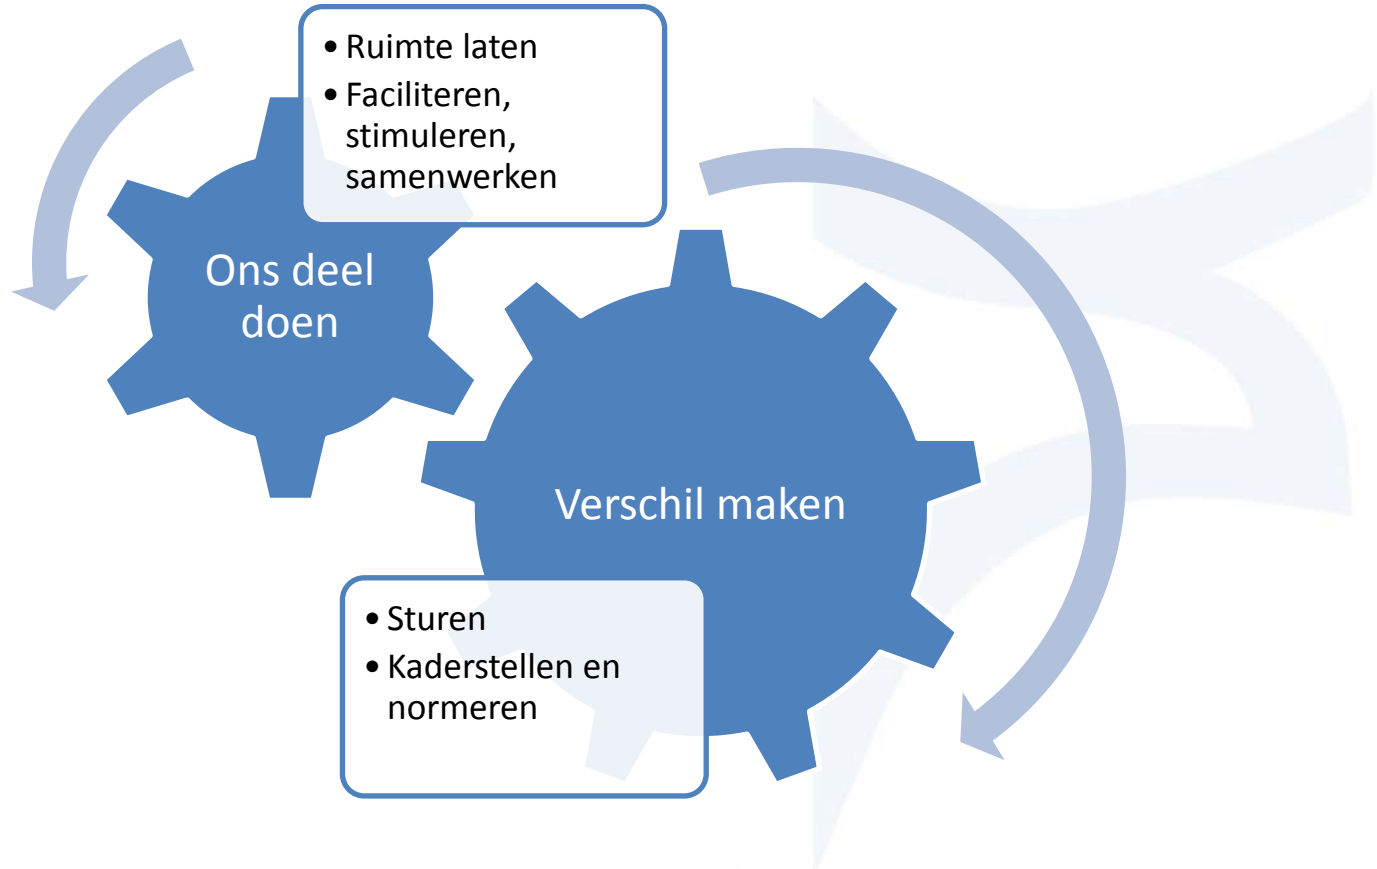 • Ruimte laten
• Faciliteren,
stimuleren,
samenwerken
Ons deel
doen
Verschil maken
• Sturen
• Kaderstellen en
normeren